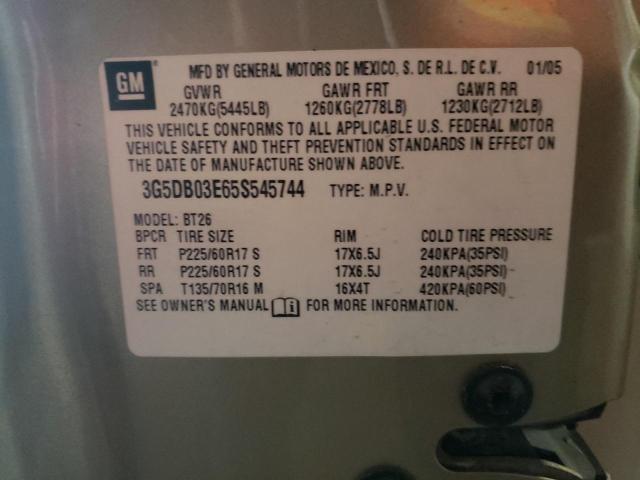 GM ® MFD BY GENERAL MOTORS DE MEXICO, S. DE R.L. DE C.V. 01/05
GVWR GAWR FRT GAWR RR
2470KG(5445LB) 1260KG(2778LB) 1230KG(2712LB)
THIS VEHICLE CONFORMS TO ALL APPLICABLE U.S. FEDERAL MOTOR
VEHICLE SAFETY AND THEFT PREVENTION STANDARDS IN EFFECT ON
THE DATE OF MANUFACTURE SHOWN ABOVE.
3G5DB03E65S545744 TYPE: M.P.V.
MODEL: BT26
BPCR TIRE SIZE RIM COLD TIRE PRESSURE
FRT P225/60R17 S 17X6.5J 240KPA(35PSI)
RR P225/60R17 S 17X6.5J 240KPA(35PSI)
SPA T135/70R16 M 16X4T 420KPA(60PSI)
SEE OWNER'S MANUAL FOR MORE INFORMATION.